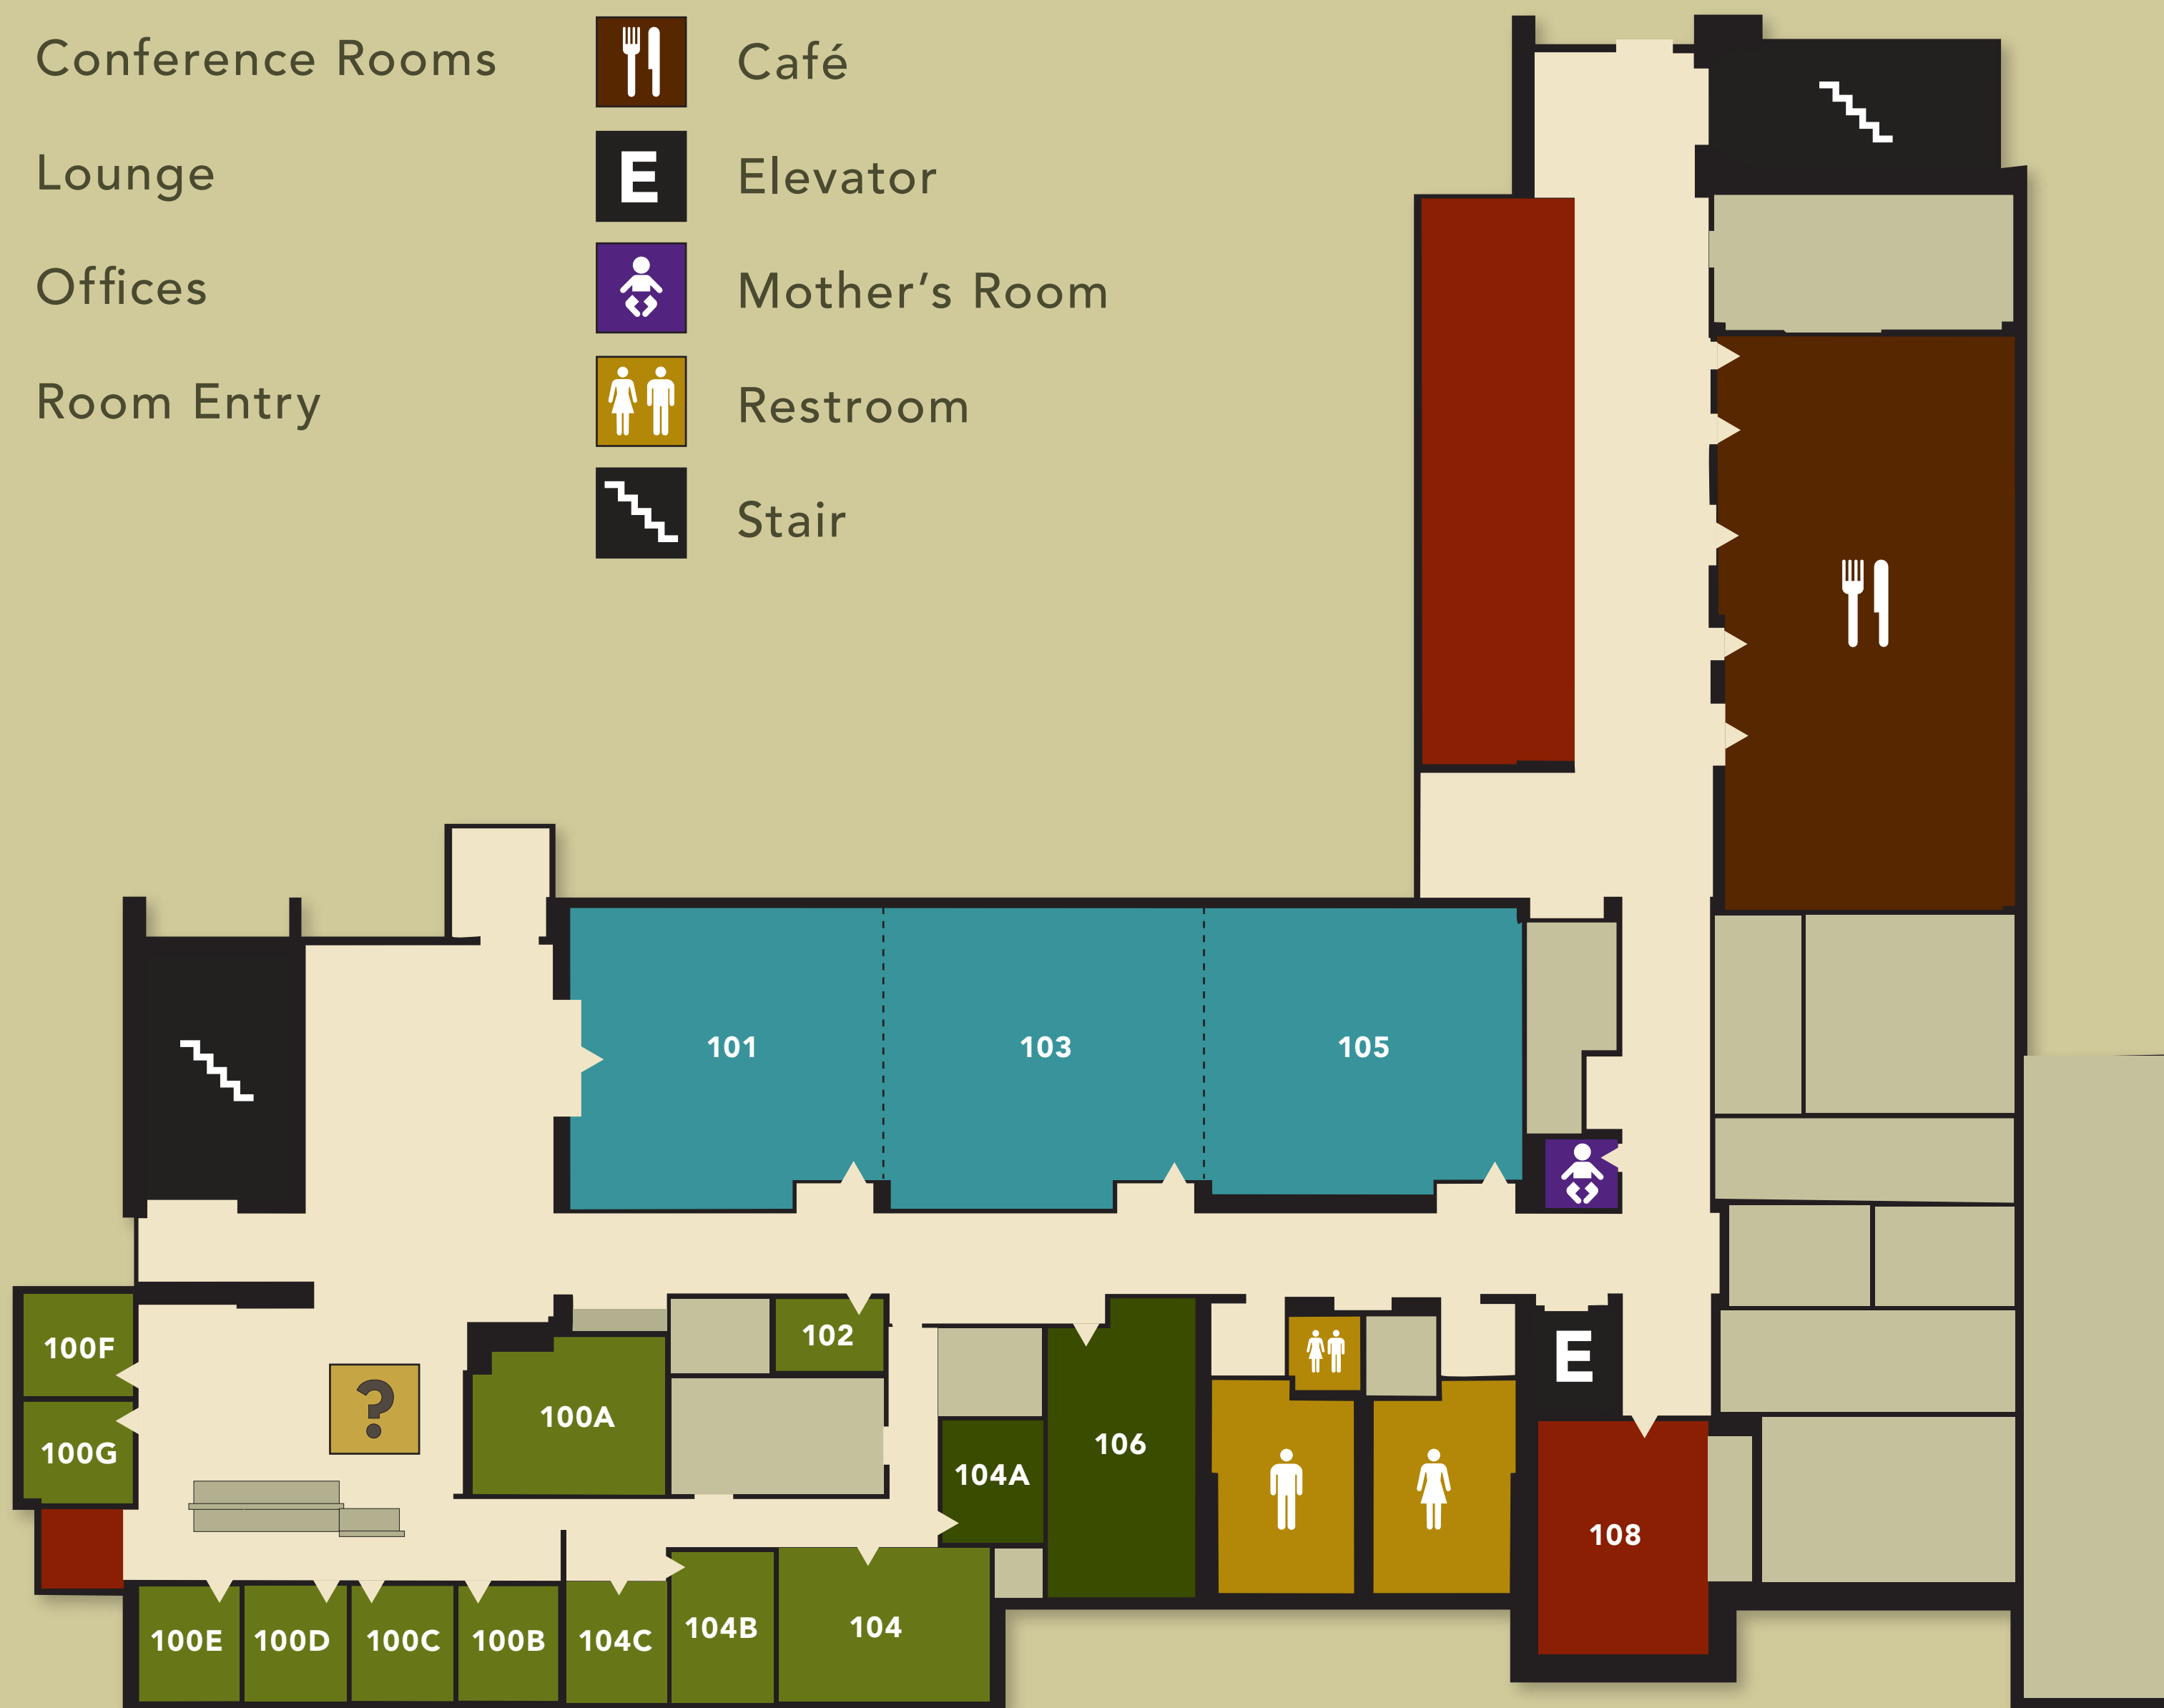 Conference Rooms
Lounge
Offices
Room Entry
Café
E
Elevator
Mother’s Room
Restroom
Stair
101
103
105
100F
102
E
?
100A
106
100G
104A
108
104
104B
100E
100D
100C
100B
104C